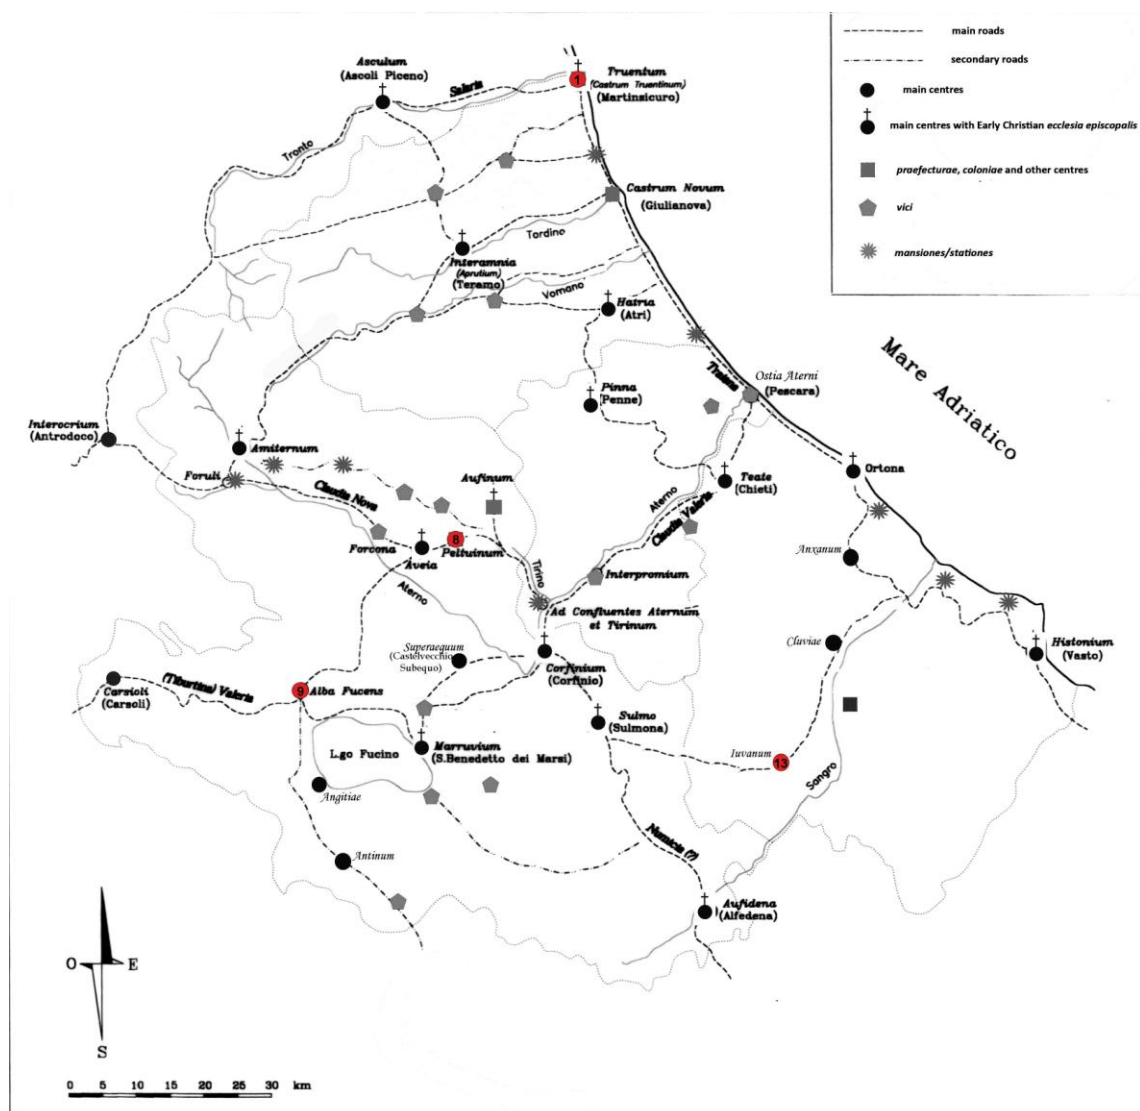 main roads
secondary roads
main centres
main centres with Early Christian ecclesia episcopalis
praefecturae, coloniae and other centres
vici
mansiones/stationes
Asculum
(Ascoli Piceno)
Salaria
1
Truentum
(Castrum Truentinum)
(Martinsicuro)
Tronto
Castrum Novum
(Giulianova)
Tordino
Interamnia
(Aprutium)
(Teramo)
Vomano
Hatria
(Atri)
Mare Adriatico
Traiana
Ostia Aterni
(Pescara)
Pinna
(Penne)
Interocrium
(Antrodoco)
Amiternum
Foruli
Claudia Nova
Aufinum
Aterno
Claudia Valeria
Teate
(Chieti)
Ortona
Forcona
Aveia
8
Peltuinum
Tirino
Interpromium
Anxanum
Aterno
Ad Confluentes Aternum
et Tirinum
Superaequum
(Castelvecchio
Subequo)
Corfinium
(Corfinio)
Cluviae
Histonium
(Vasto)
Carsioli
(Carsoli)
(Tiburtina) Valeria
9
Alba Fucens
Sulmo
(Sulmona)
L.go Fucino
Marruvium
(S.Benedetto dei Marsi)
Iuvanum
13
Sangro
Angitiae
Antinum
Numicia (?)
Aufidena
(Alfedena)
O
E
S
0 5 10 15 20 25 30 km